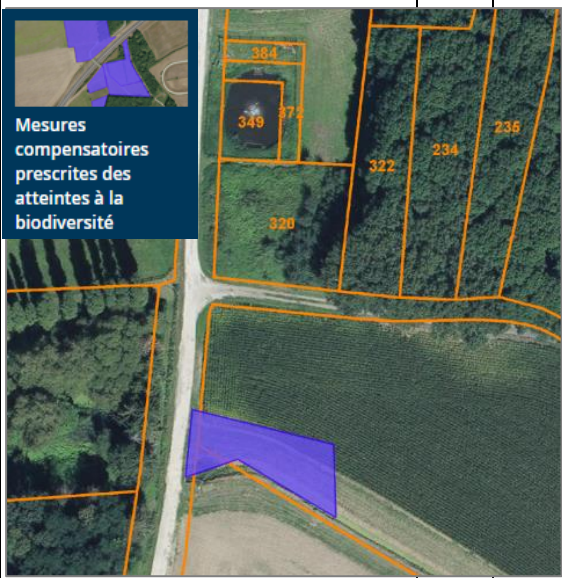 Mesures
compensatoires
prescrites des
atteintes à la
biodiversité
384
372
349
322
234
235
320